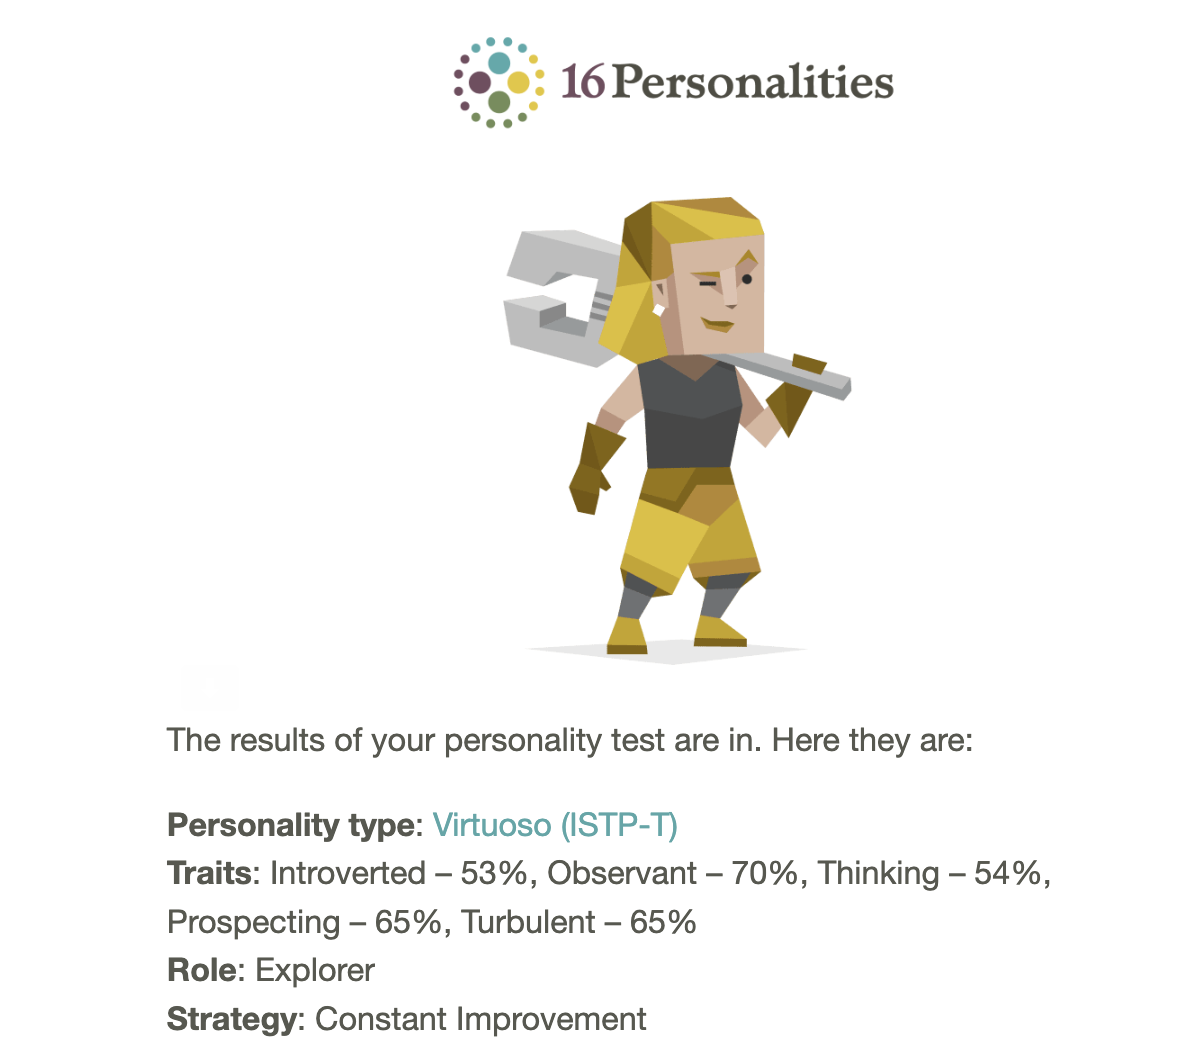 16Personalities
The results of your personality test are in. Here they are:
Personality type: Virtuoso (ISTP-T)
Traits: Introverted – 53%, Observant – 70%, Thinking – 54%,
Prospecting – 65%, Turbulent – 65%
Role: Explorer
Strategy: Constant Improvement